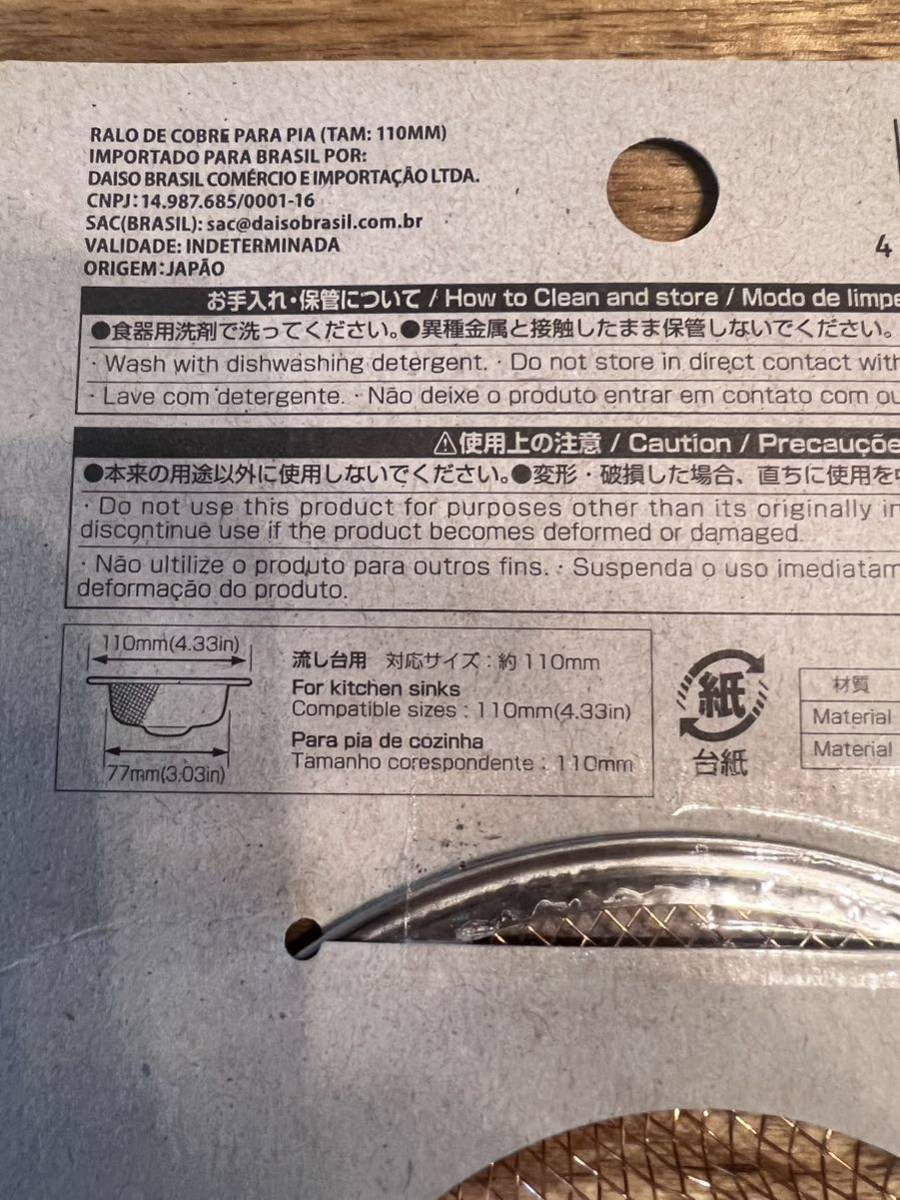 RALO DE COBRE PARA PIA (TAM: 110MM)
IMPORTADO PARA BRASIL POR:
DAISO BRASIL COMÉRCIO E IMPORTAÇÃO LTDA.
CNPJ: 14.987.685/0001-16
SAC(BRASIL): sac@daisobrasil.com.br
VALIDADE: INDETERMINADA
ORIGEM:JAPÃO
4
お手入れ・保管について / How to Clean and store / Modo de limpe
●食器用洗剤で洗ってください。●異種金属と接触したまま保管しないでください。
・Wash with dishwashing detergent. ・Do not store in direct contact with
・Lave com detergente. ・Não deixe o produto entrar em contato com ou
⚠使用上の注意 / Caution / Precauçõe
●本来の用途以外に使用しないでください。●変形・破損した場合、直ちに使用を
・Do not use this product for purposes other than its originally in
discontinue use if the product becomes deformed or damaged.
・Não ultilize o produto para outros fins. ・Suspenda o uso imediatam
deformação do produto.
110mm(4.33in)
77mm(3.03in)
流し台用 対応サイズ：約110mm
For kitchen sinks
Compatible sizes : 110mm(4.33in)
Para pia de cozinha
Tamanho corespondente : 110mm
紙
台紙
材質
Material
Material